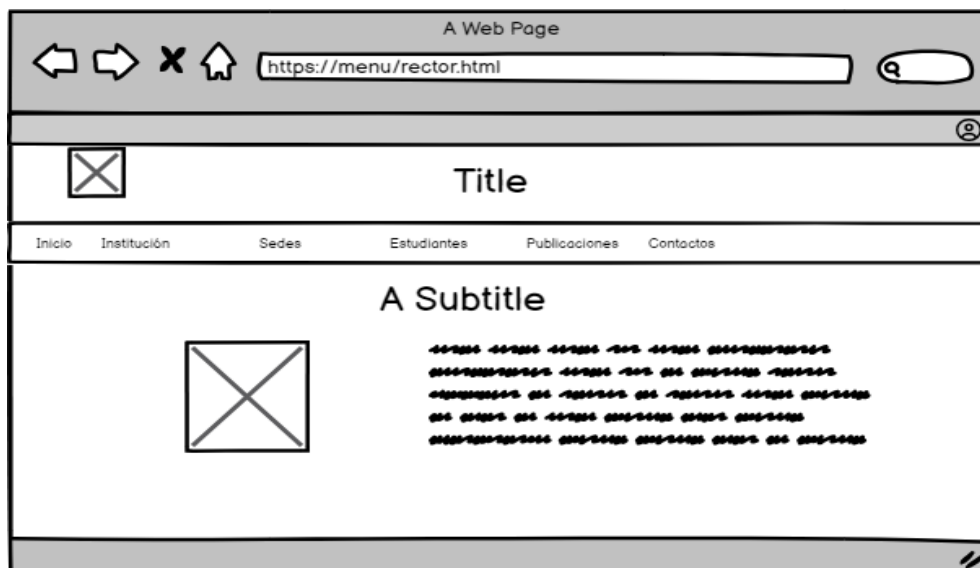 A Web Page
https://menu/rector.html
Title
Inicio Institución Sedes Estudiantes Publicaciones Contactos
A Subtitle